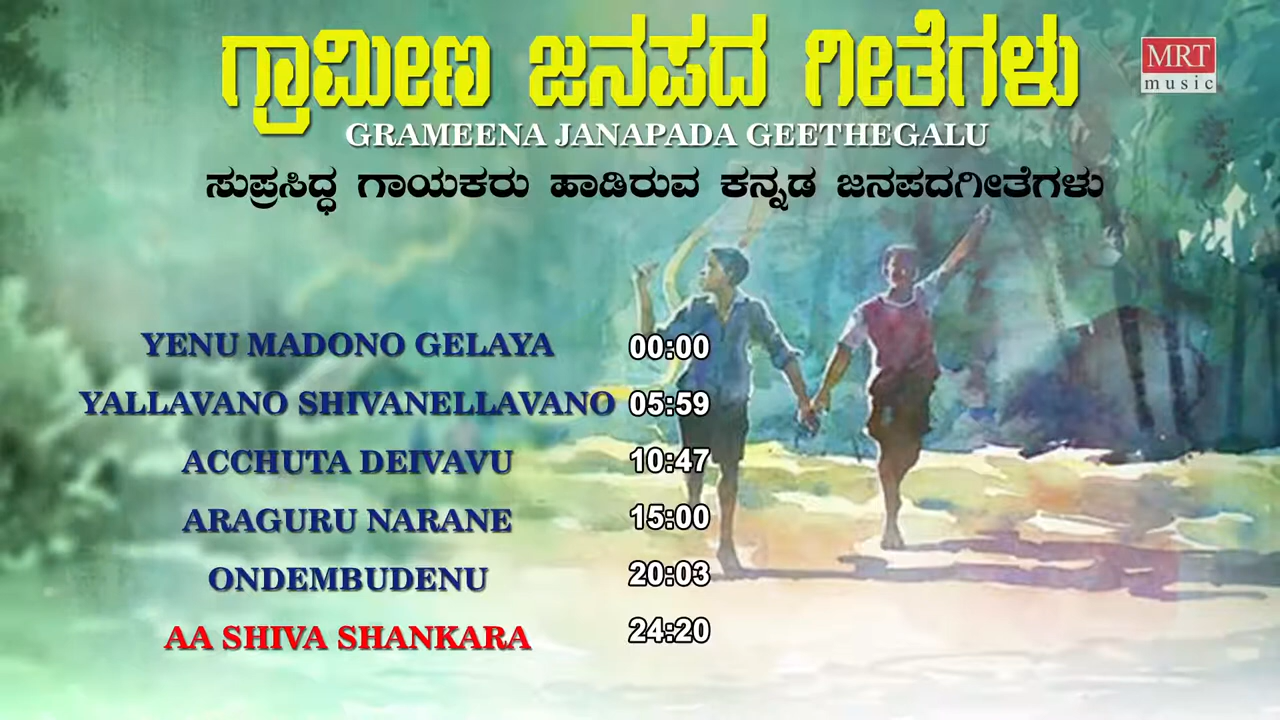 ಗ್ರಾಮೀಣ ಜನಪದ ಗೀತೆಗಳು
MRT
music
GRAMEENA JANAPADA GEETHEGALU
ಸುಪ್ರಸಿದ್ಧ ಗಾಯಕರು ಹಾಡಿರುವ ಕನ್ನಡ ಜನಪದಗೀತೆಗಳು
YENU MADONO GELAYA 00:00
YALLAVANO SHIVANELLAVANO 05:59
ACCHUTA DEIVAVU 10:47
ARAGURU NARANE 15:00
ONDEMBUDENU 20:03
AA SHIVA SHANKARA 24:20